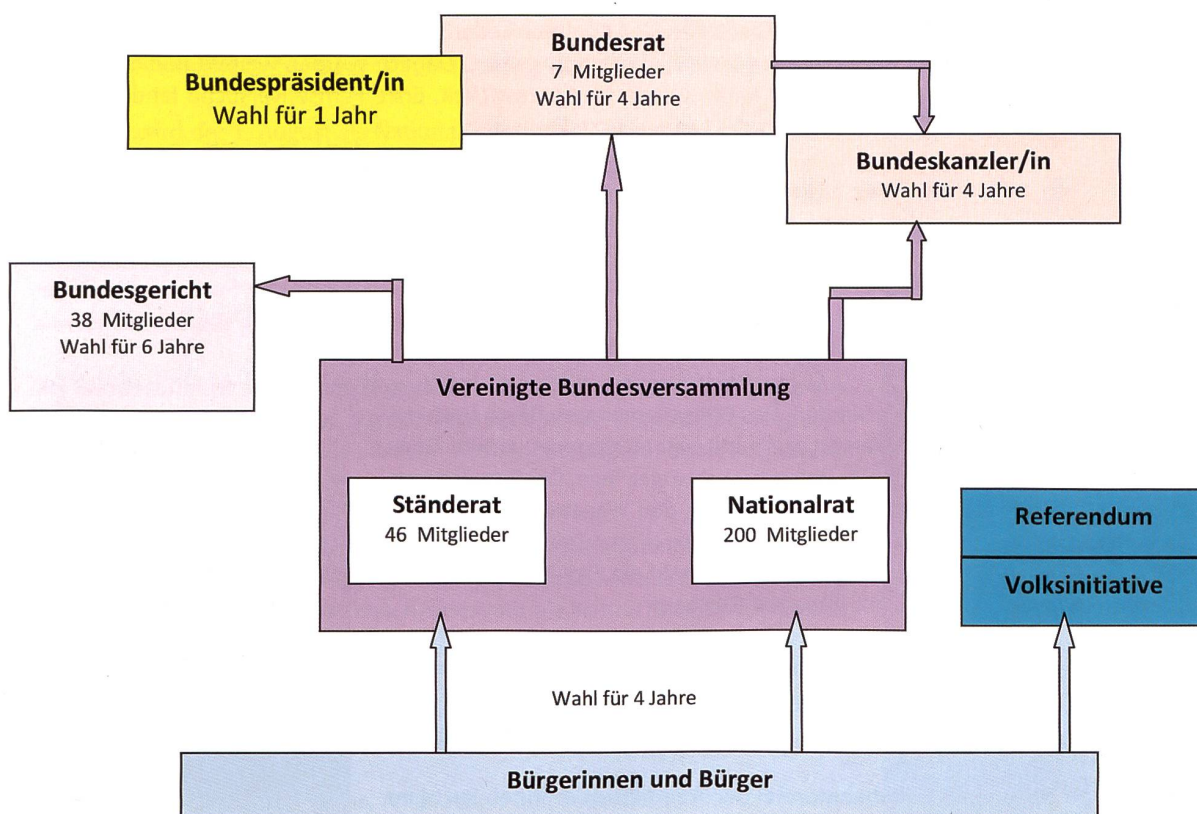 Bundesrat
7 Mitglieder
Wahl für 4 Jahre
Bundespräsident/in
Wahl für 1 Jahr
Bundeskanzler/in
Wahl für 4 Jahre
Bundesgericht
38 Mitglieder
Wahl für 6 Jahre
Vereinigte Bundesversammlung
Ständerat
46 Mitglieder
Nationalrat
200 Mitglieder
Referendum
Volksinitiative
Wahl für 4 Jahre
Bürgerinnen und Bürger